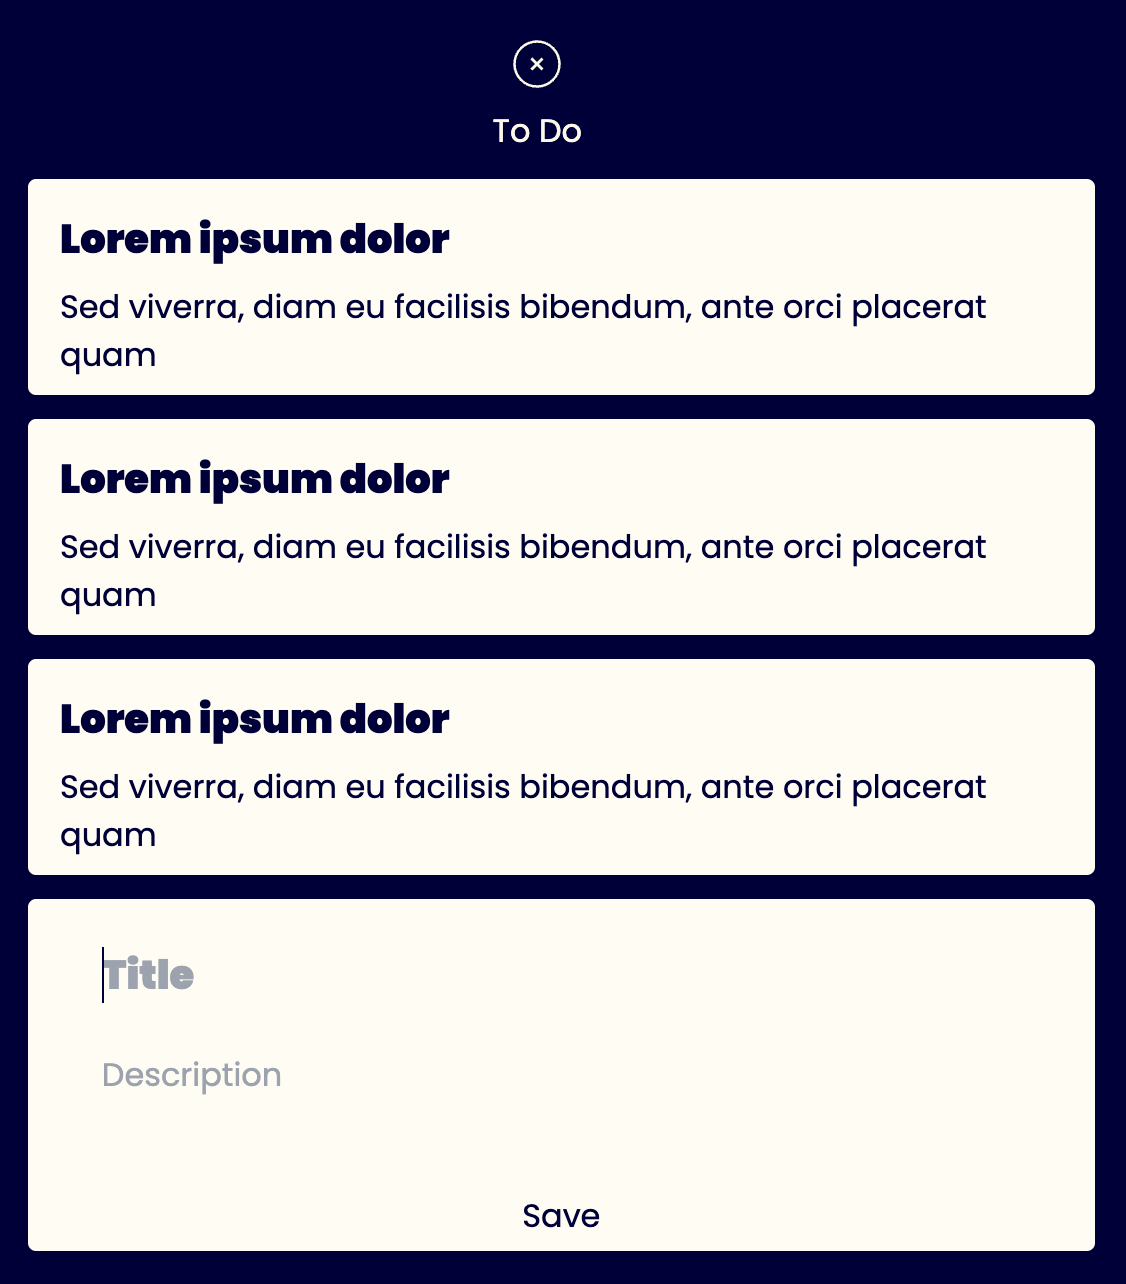 To Do
Lorem ipsum dolor
Sed viverra, diam eu facilisis bibendum, ante orci placerat
quam
Lorem ipsum dolor
Sed viverra, diam eu facilisis bibendum, ante orci placerat
quam
Lorem ipsum dolor
Sed viverra, diam eu facilisis bibendum, ante orci placerat
quam
Title
Description
Save